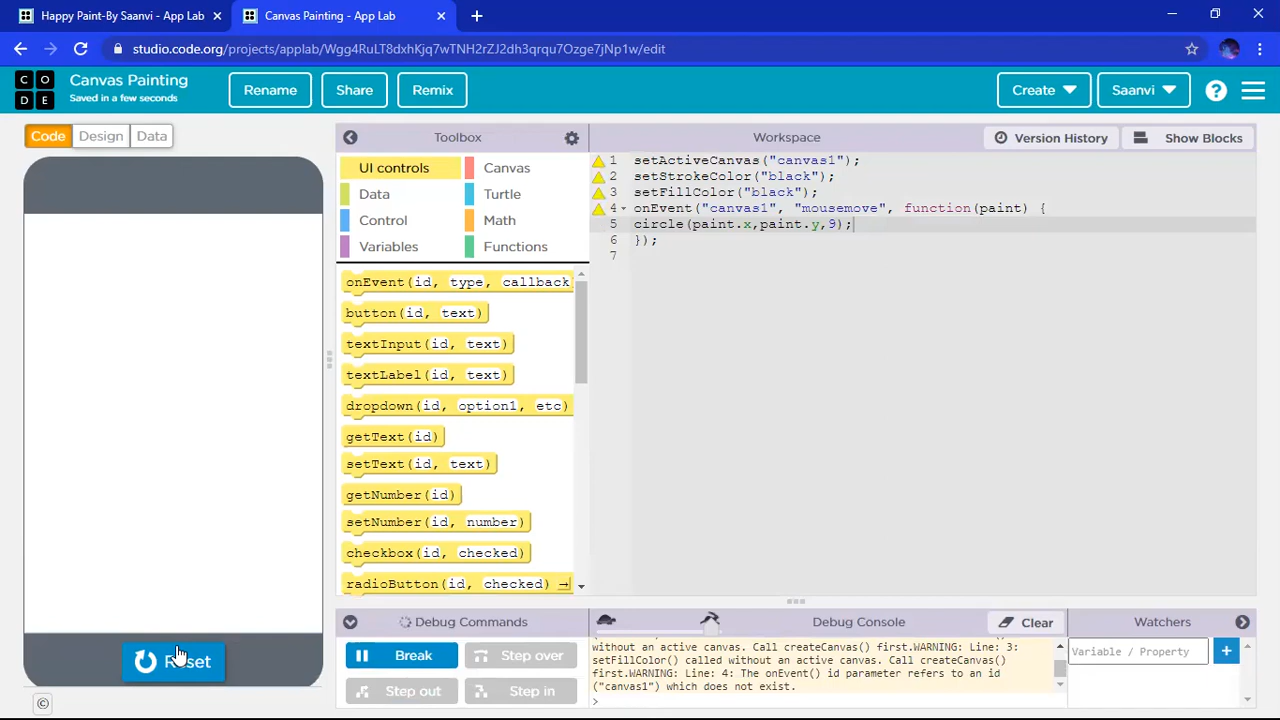 Happy Paint-By Saanvi - App Lab
Canvas Painting - App Lab
studio.code.org/projects/applab/Wgg4RuLT8dxhKjq7wTNH2rZJ2dh3qrqu7Ozge7jNp1w/edit
C O
D E
Canvas Painting
Saved in a few seconds
Rename
Share
Remix
Create
Saanvi
?
Code
Design
Data
Toolbox
Workspace
Version History
Show Blocks
UI controls
Canvas
Data
Turtle
Control
Math
Variables
Functions
onEvent(id, type, callback
button(id, text)
textInput(id, text)
textLabel(id, text)
dropdown(id, option1, etc)
getText(id)
setText(id, text)
getNumber(id)
setNumber(id, number)
checkbox(id, checked)
radioButton(id, checked)
1 setActiveCanvas("canvas1");
2 setStrokeColor("black");
3 setFillColor("black");
4 onEvent("canvas1", "mousemove", function(paint) {
5 circle(paint.x,paint.y,9);
6 });
7
Reset
Debug Commands
Break
Step over
Step out
Step in
Debug Console
Clear
without an active canvas. Call createCanvas()
first.WARNING: Line: 3:
setFillColor() called without an active
canvas. Call createCanvas()
first.WARNING: Line: 4: The onEvent() id parameter refers to an id
("canvas1") which does not exist.
>
Watchers
Variable / Property
+
©